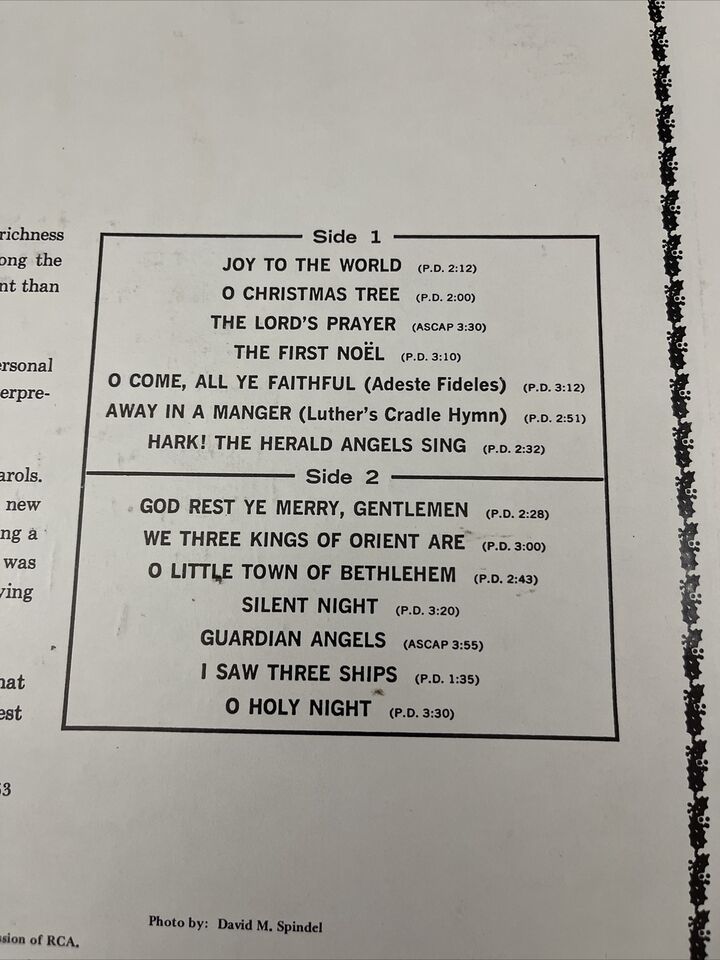 richness
ong the
nt than
ersonal
erpre-
arols.
new
ng a
was
ying
hat
est
53
Side 1
JOY TO THE WORLD (P.D. 2:12)
O CHRISTMAS TREE (P.D. 2:00)
THE LORD'S PRAYER (ASCAP 3:30)
THE FIRST NOËL (P.D. 3:10)
O COME, ALL YE FAITHFUL (Adeste Fideles) (P.D. 3:12)
AWAY IN A MANGER (Luther's Cradle Hymn) (P.D. 2:51)
HARK! THE HERALD ANGELS SING (P.D. 2:32)
Side 2
GOD REST YE MERRY, GENTLEMEN (P.D. 2:28)
WE THREE KINGS OF ORIENT ARE (P.D. 3:00)
O LITTLE TOWN OF BETHLEHEM (P.D. 2:43)
SILENT NIGHT (P.D. 3:20)
GUARDIAN ANGELS (ASCAP 3:55)
I SAW THREE SHIPS (P.D. 1:35)
O HOLY NIGHT (P.D. 3:30)
Photo by: David M. Spindel
ssion of RCA.